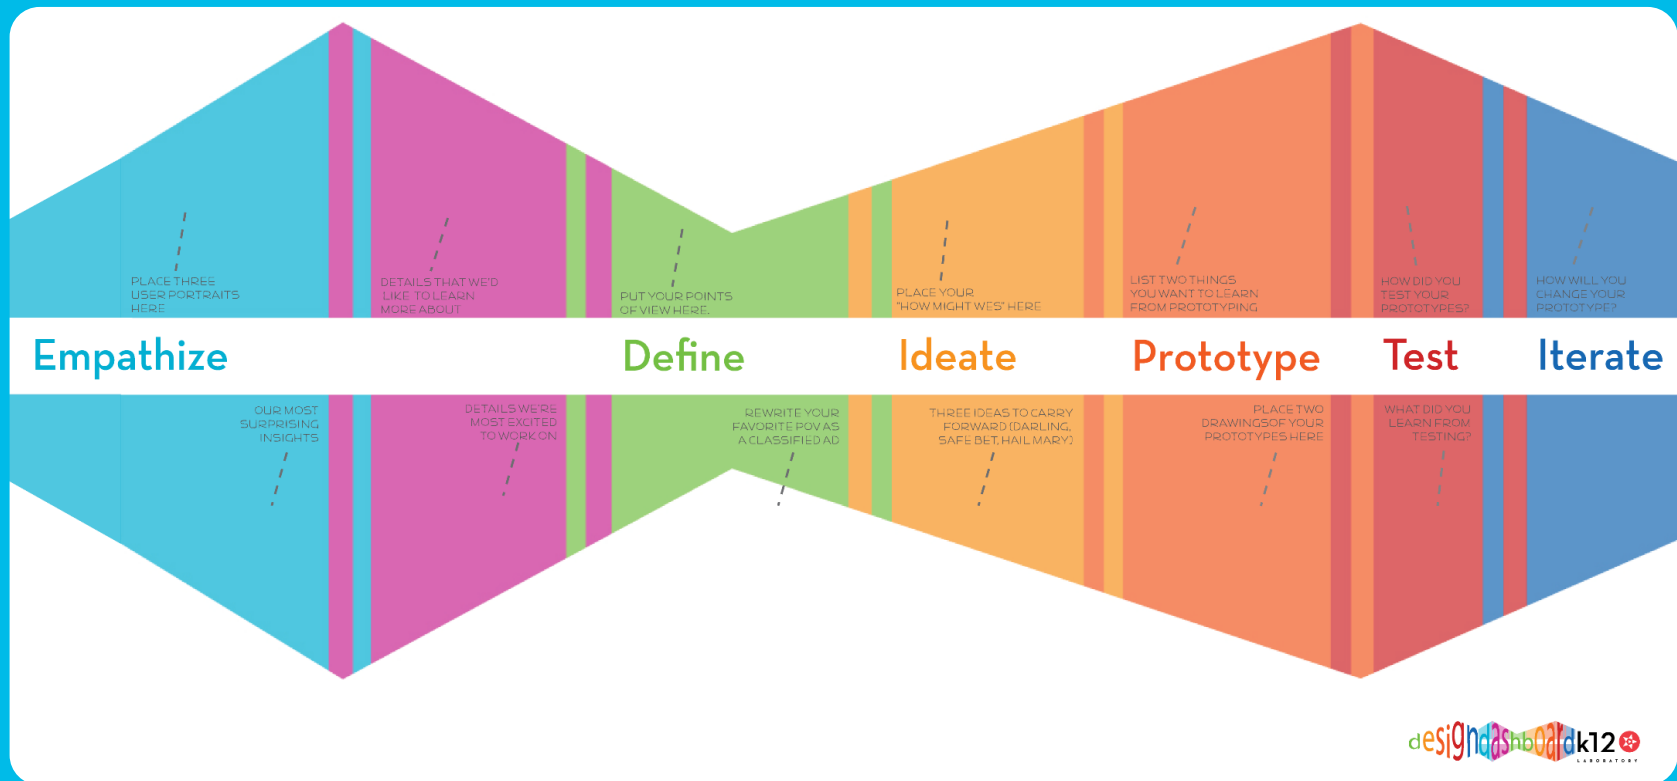 PLACE THREE
USER PORTRAITS
HERE
DETAILS THAT WE'D
LIKE TO LEARN
MORE ABOUT
PUT YOUR POINTS
OF VIEW HERE.
PLACE YOUR
"HOW MIGHT WES" HERE
LIST TWO THINGS
YOU WANT TO LEARN
FROM PROTOTYPING
HOW DID YOU
TEST YOUR
PROTOTYPES?
HOW WILL YOU
CHANGE YOUR
PROTOTYPE?
Empathize
Define
Ideate
Prototype
Test
Iterate
OUR MOST
SURPRISING
INSIGHTS
DETAILS WE'RE
MOST EXCITED
TO WORK ON
REWRITE YOUR
FAVORITE POV AS
A CLASSIFIED AD
THREE IDEAS TO CARRY
FORWARD (DARLING,
SAFE BET, HAIL MARY)
PLACE TWO
DRAWINGSOF YOUR
PROTOTYPES HERE
WHAT DID YOU
LEARN FROM
TESTING?
designdashboardk12
LABORATORY